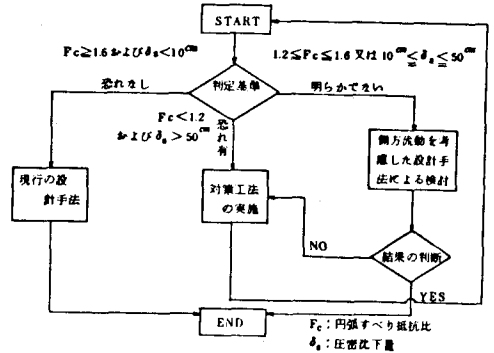 START
Fc≧1.6 および δs<10cm
1.2≦Fc≦1.6 又は 10cm≦δs≦50cm
恐れなし
判定基準
明らかでない
Fc<1.2
および δs>50cm
恐れ有
現行の設
計手法
対策工法
の実施
側方流動を考
慮した設計手
法による検討
NO
結果の判断
YES
END
Fc:円弧すべり抵抗比
δs:圧密沈下量